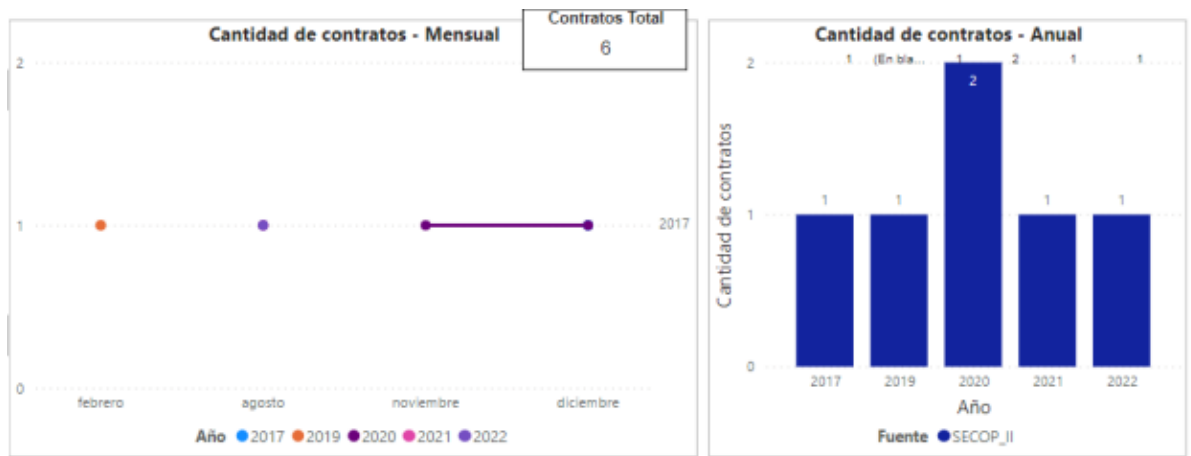 Contratos Total
6
Cantidad de contratos - Mensual
2
1
0
2017
febrero agosto noviembre diciembre
Año 2017 2019 2020 2021 2022
Cantidad de contratos - Anual
1 (En bla... 1 2 1 1
2
1
0
Cantidad de contratos
1 1 2 1 1
2017 2019 2020 2021 2022
Año
Fuente SECOP_II